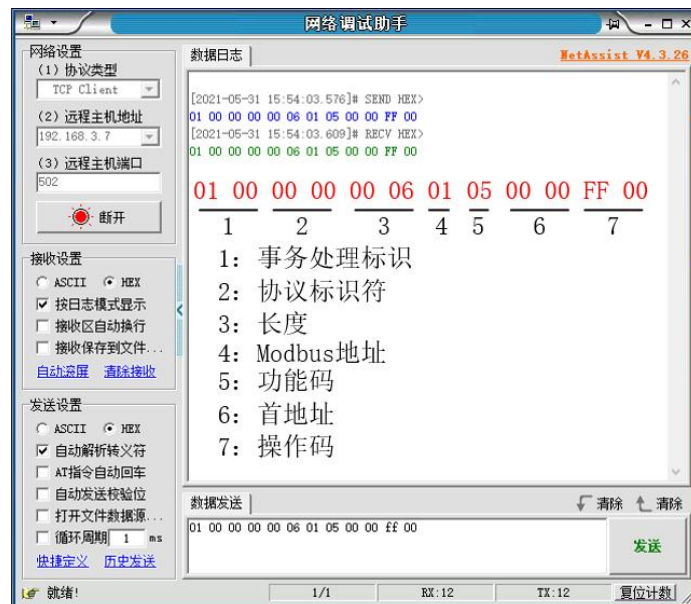 网络调试助手
网络设置
(1) 协议类型
TCP Client
(2) 远程主机地址
192.168.3.7
(3) 远程主机端口
502
断开
接收设置
ASCII HEX
按日志模式显示
接收区自动换行
接收保存到文件...
自动滚屏 清除接收
发送设置
ASCII HEX
自动解析转义符
AT指令自动回车
自动发送校验位
打开文件数据源...
循环周期 1 ms
快捷定义 历史发送
数据日志 NetAssist V4.3.26
[2021-05-31 15:54:03.576]# SEND HEX>
01 00 00 00 00 06 01 05 00 00 FF 00
[2021-05-31 15:54:03.609]# RECV HEX>
01 00 00 00 00 06 01 05 00 00 FF 00
01 00 00 00 00 06 01 05 00 00 FF 00
1 2 3 4 5 6 7
1: 事务处理标识
2: 协议标识符
3: 长度
4: Modbus地址
5: 功能码
6: 首地址
7: 操作码
数据发送 清除 清除
01 00 00 00 00 06 01 05 00 00 ff 00
发送
就绪! 1/1 RX:12 TX:12 复位计数